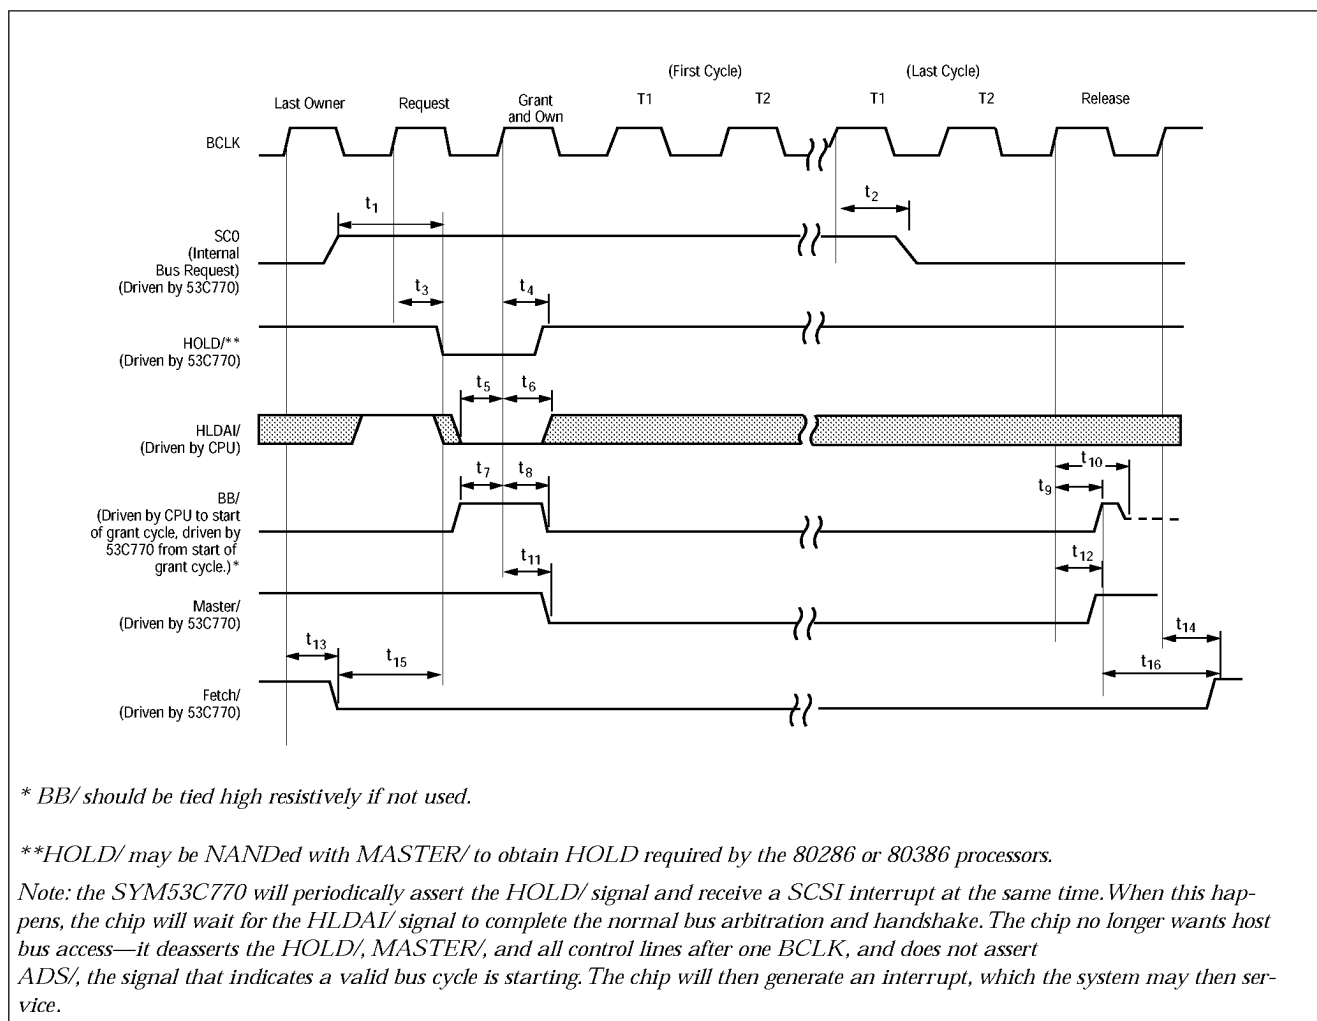 (First Cycle)
(Last Cycle)
Last Owner
Request
Grant
and Own
T1
T2
T1
T2
Release
BCLK
t1
t2
SC0
(Internal
Bus Request)
(Driven by 53C770)
t3
t4
HOLD/**
(Driven by 53C770)
t5
t6
HLDAI/
(Driven by CPU)
t7
t8
t9
t10
BB/
(Driven by CPU to start
of grant cycle, driven by
53C770 from start of
grant cycle.)*
t11
t12
Master/
(Driven by 53C770)
t13
t15
t14
t16
Fetch/
(Driven by 53C770)
* BB/ should be tied high resistively if not used.
**HOLD/ may be NANDed with MASTER/ to obtain HOLD required by the 80286 or 80386 processors.
Note: the SYM53C770 will periodically assert the HOLD/ signal and receive a SCSI interrupt at the same time. When this hap-
pens, the chip will wait for the HLDAI/ signal to complete the normal bus arbitration and handshake. The chip no longer wants host
bus access—it deasserts the HOLD/, MASTER/, and all control lines after one BCLK, and does not assert
ADS/, the signal that indicates a valid bus cycle is starting. The chip will then generate an interrupt, which the system may then ser-
vice.